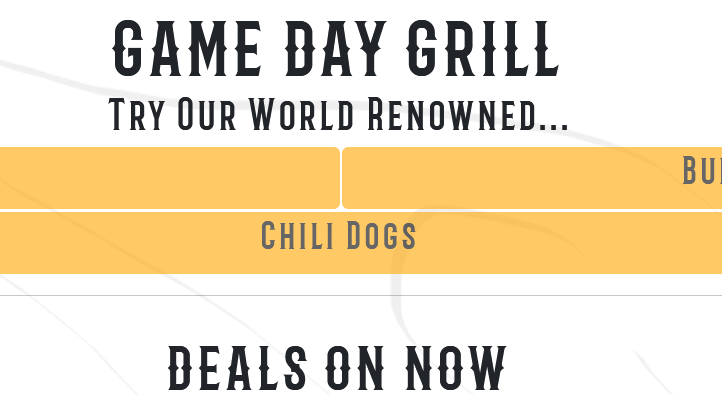 GAME DAY GRILL
TRY OUR WORLD RENOWNED...
CHILI DOGS
DEALS ON NOW